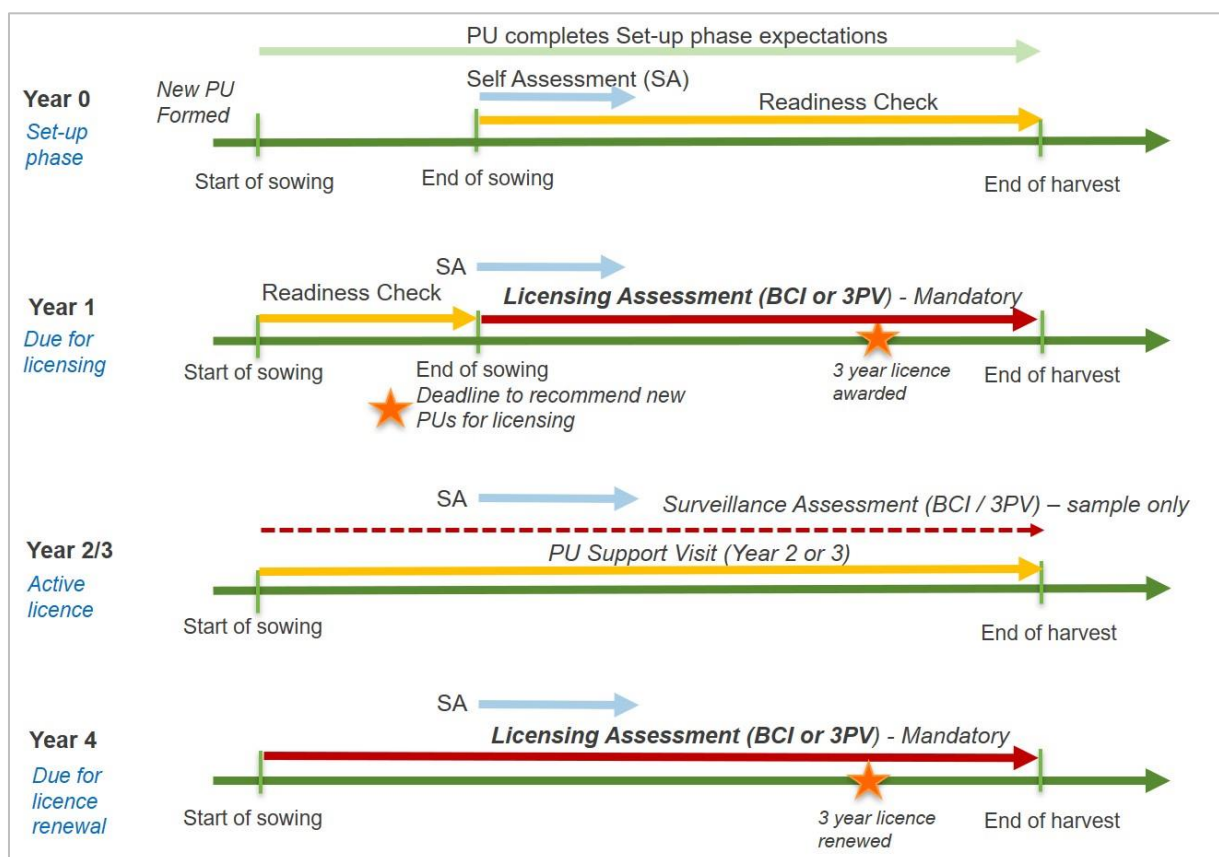 PU completes Set-up phase expectations
Self Assessment (SA)
Year 0
Set-up
phase
New PU
Formed
Readiness Check
Start of sowing
End of sowing
End of harvest
SA
Year 1
Due for
licensing
Readiness Check
Licensing Assessment (BCI or 3PV) - Mandatory
Start of sowing
End of sowing
Deadline to recommend new
PUs for licensing
3 year licence
awarded
End of harvest
SA
Surveillance Assessment (BCI / 3PV) – sample only
Year 2/3
Active
licence
PU Support Visit (Year 2 or 3)
Start of sowing
End of harvest
SA
Year 4
Due for
licence
renewal
Licensing Assessment (BCI or 3PV) - Mandatory
Start of sowing
3 year licence
renewed
End of harvest